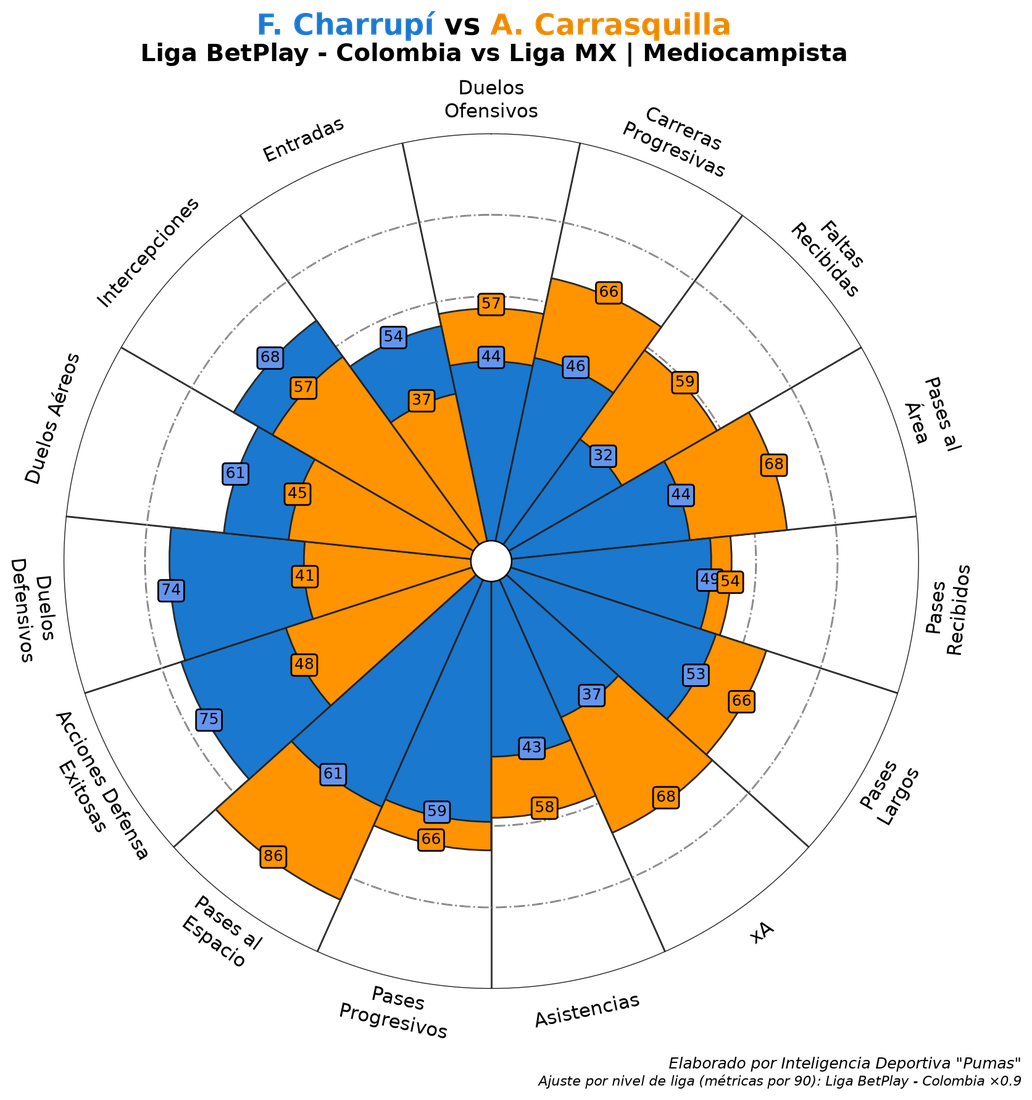 F. Charrupí vs A. Carrasquilla
Liga BetPlay - Colombia vs Liga MX | Mediocampista
Duelos
Ofensivos
57
44
Carreras
Progresivas
66
46
Faltas
Recibidas
59
32
Pases al
Área
68
44
Pases
Recibidos
49
54
Pases
Largos
53
66
xA
37
68
Asistencias
43
58
Pases
Progresivos
59
66
Pases al
Espacio
61
86
Acciones Defensa
Exitosas
75
48
Duelos
Defensivos
74
41
Duelos Aéreos
61
45
Intercepciones
68
57
Entradas
54
37
Elaborado por Inteligencia Deportiva "Pumas"
Ajuste por nivel de liga (métricas por 90): Liga BetPlay - Colombia ×0.9